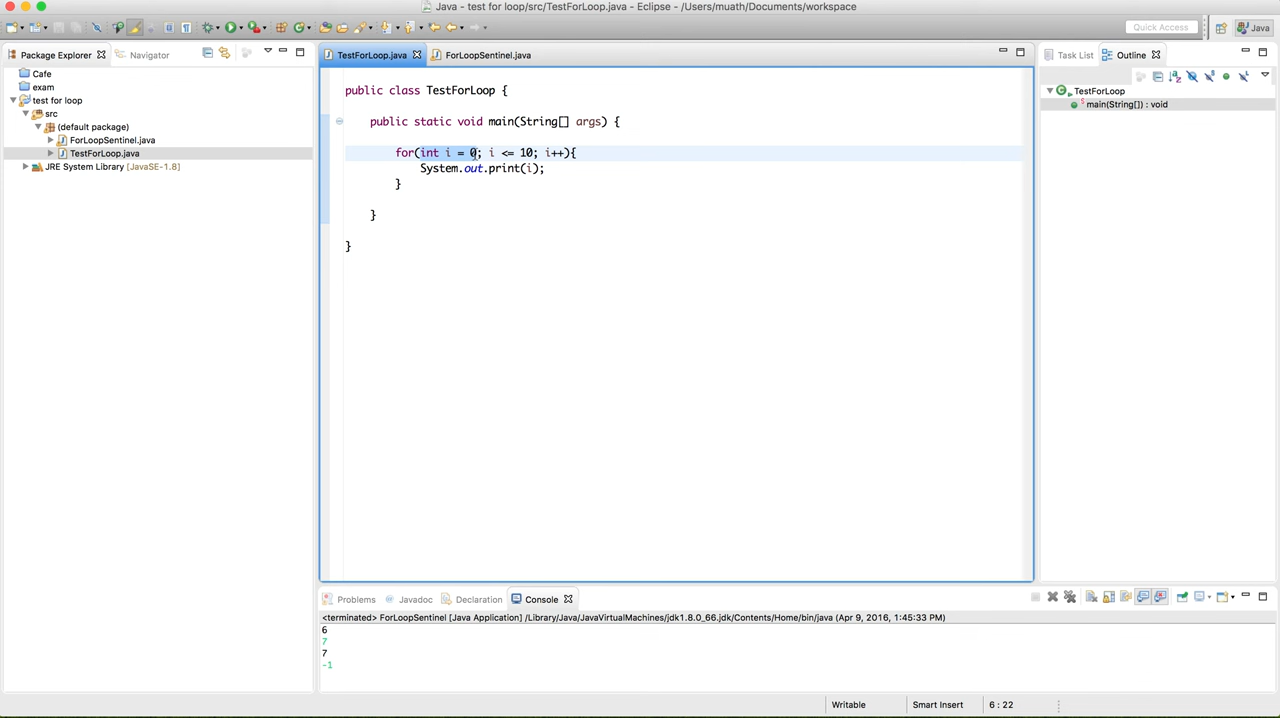 Java - test for loop/src/TestForLoop.java - Eclipse - /Users/muath/Documents/workspace
Quick Access
Java
Package Explorer
Navigator
Cafe
exam
test for loop
src
(default package)
ForLoopSentinel.java
TestForLoop.java
JRE System Library [JavaSE-1.8]
TestForLoop.java
ForLoopSentinel.java
public class TestForLoop {
public static void main(String[] args) {
for(int i = 0; i <= 10; i++){
System.out.print(i);
}
}
}
Task List
Outline
TestForLoop
main(String[]) : void
Problems
Javadoc
Declaration
Console
<terminated> ForLoopSentinel [Java Application] /Library/Java/JavaVirtualMachines/jdk1.8.0_66.jdk/Contents/Home/bin/java (Apr 9, 2016, 1:45:33 PM)
6
7
7
-1
Writable
Smart Insert
6 : 22